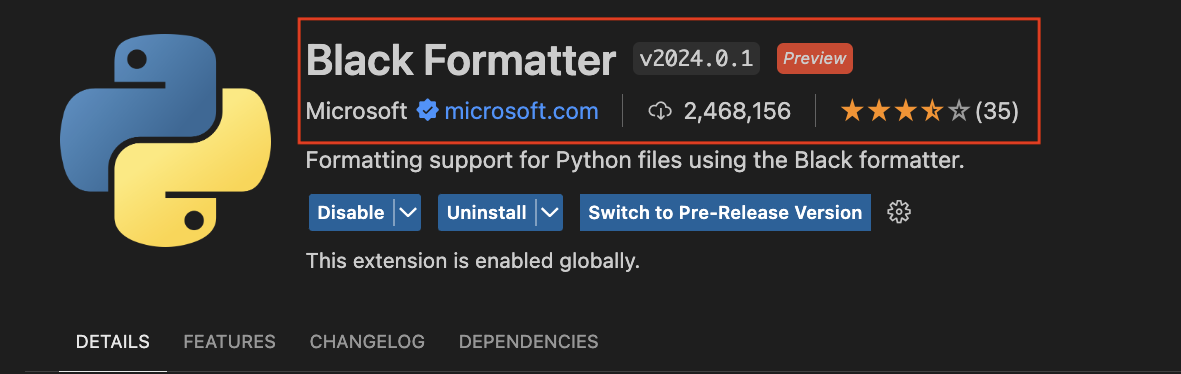 Black Formatter v2024.0.1 Preview
Microsoft microsoft.com 2,468,156 (35)
Formatting support for Python files using the Black formatter.
Disable Uninstall Switch to Pre-Release Version
This extension is enabled globally.
DETAILS FEATURES CHANGELOG DEPENDENCIES